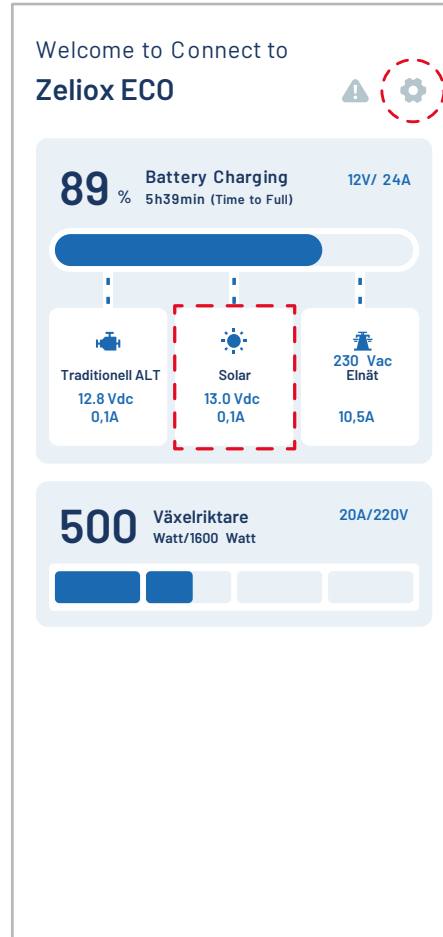 Welcome to Connect to
Zeliox ECO
89 %
Battery Charging
5h39min (Time to Full)
12V/ 24A
Traditionell ALT
12.8 Vdc
0,1A
Solar
13.0 Vdc
0,1A
230 Vac
Elnät
10,5A
500
Växelriktare
Watt/1600 Watt
20A/220V